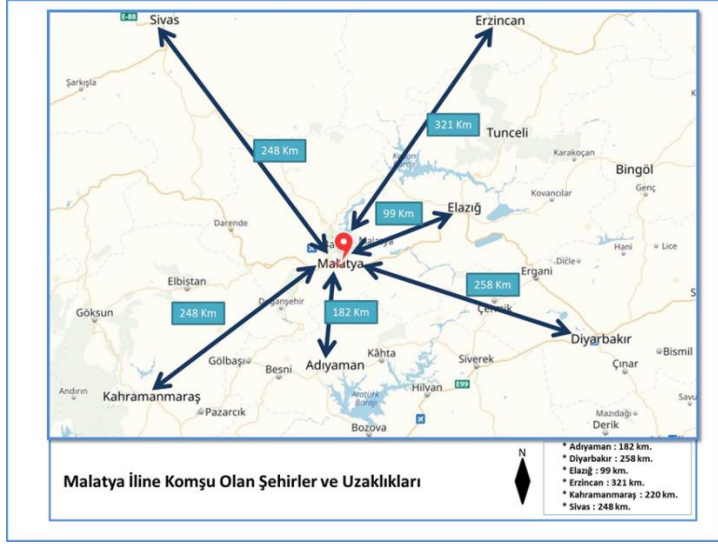 E-88
Sivas
Erzincan
Şarkışla
321 Km
Tunceli
248 Km
Karakoçan
Bingöl
Kovancılar
Genç
99 Km
Elazığ
Darende
Malatya
Hani
Lice
Malatya
Dicle
Ergani
Elbistan
258 Km
Doğanşehir
Göksun
248 Km
182 Km
Çermik
Diyarbakır
Kâhta
Bismil
Gölbaşı
Adıyaman
Siverek
Çınar
Besni
E99
Andırın
Kahramanmaraş
Hilvan
Savu
Atatürk
Barajı
Pazarcık
Mazıdağı
Derik
Bozova
N
* Adıyaman : 182 km.
* Diyarbakır : 258 km.
* Elazığ : 99 km.
* Erzincan : 321 km.
* Kahramanmaraş : 220 km.
* Sivas : 248 km.
Malatya İline Komşu Olan Şehirler ve Uzaklıkları